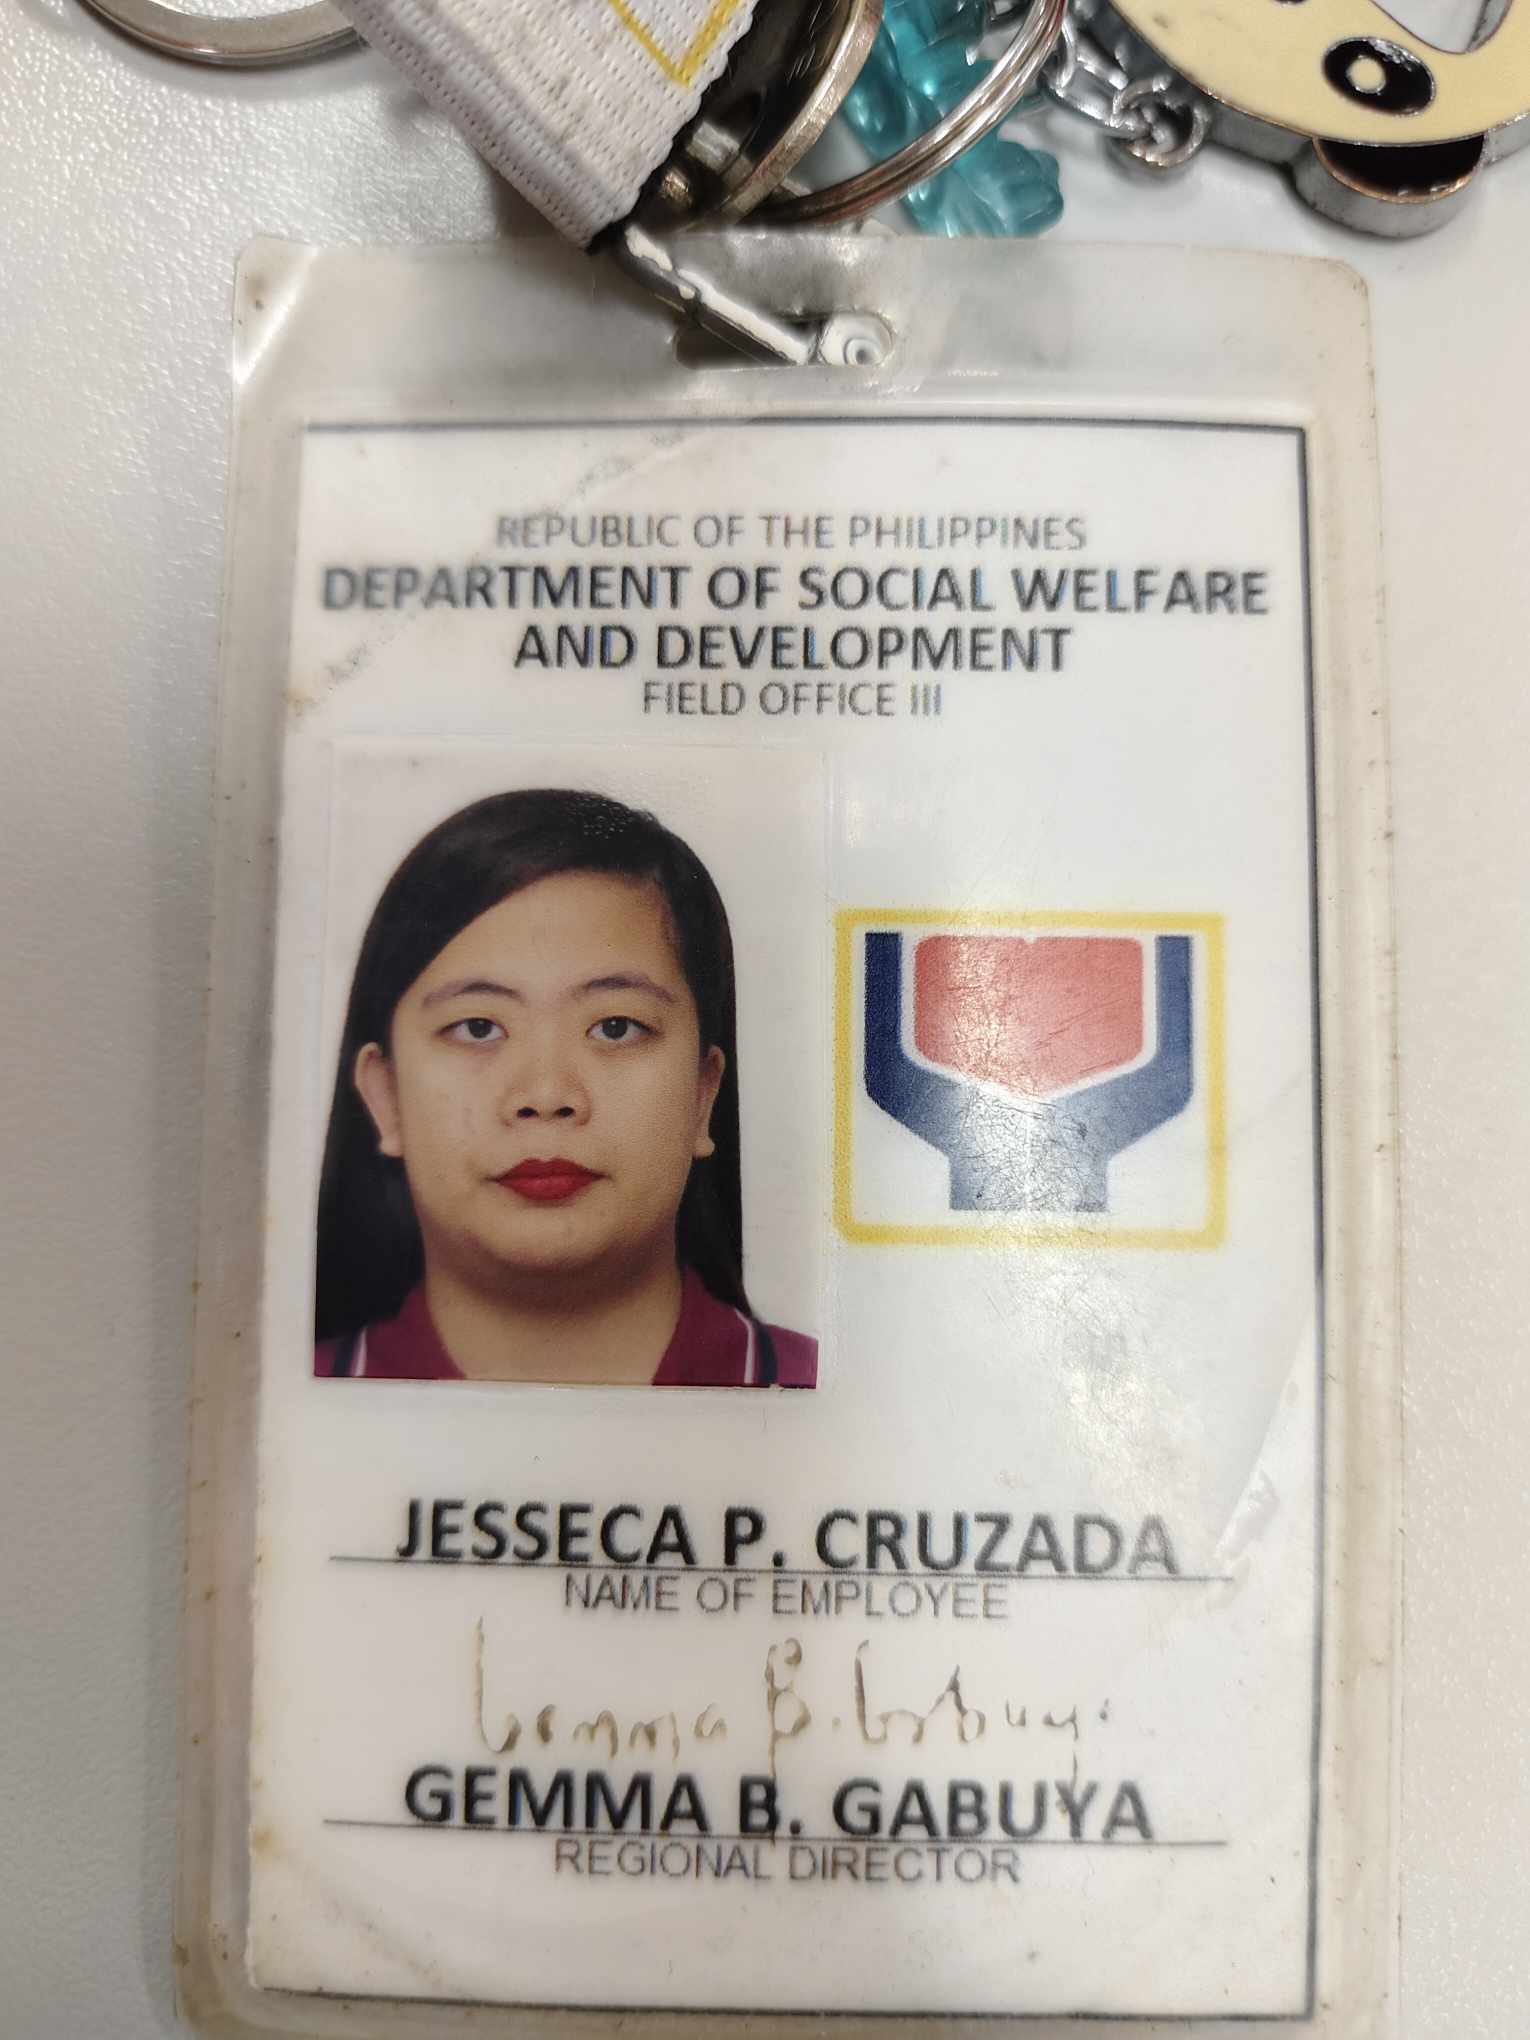 REPUBLIC OF THE PHILIPPINES
DEPARTMENT OF SOCIAL WELFARE
AND DEVELOPMENT
FIELD OFFICE III
JESSECA P. CRUZADA
NAME OF EMPLOYEE
Gemma B. Gabuya
GEMMA B. GABUYA
REGIONAL DIRECTOR